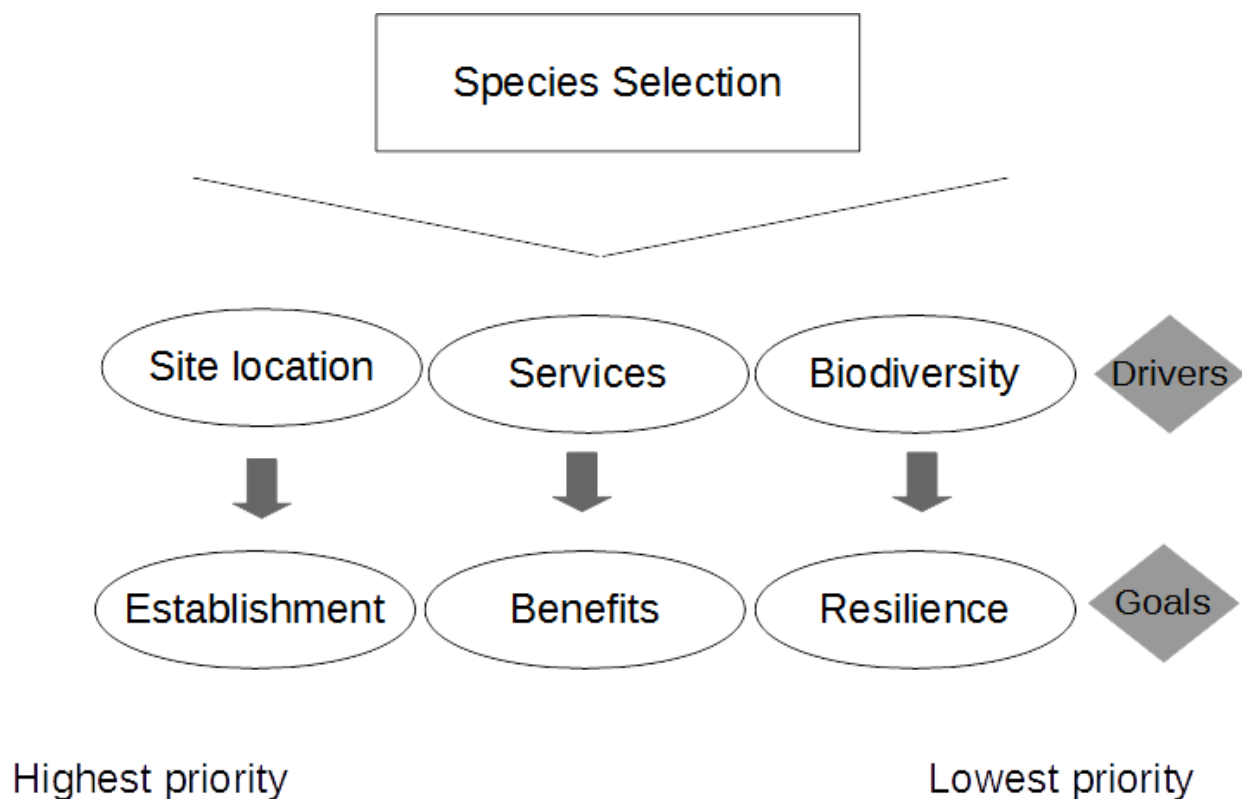 Species Selection
Site location
Services
Biodiversity
Drivers
Establishment
Benefits
Resilience
Goals
Highest priority
Lowest priority